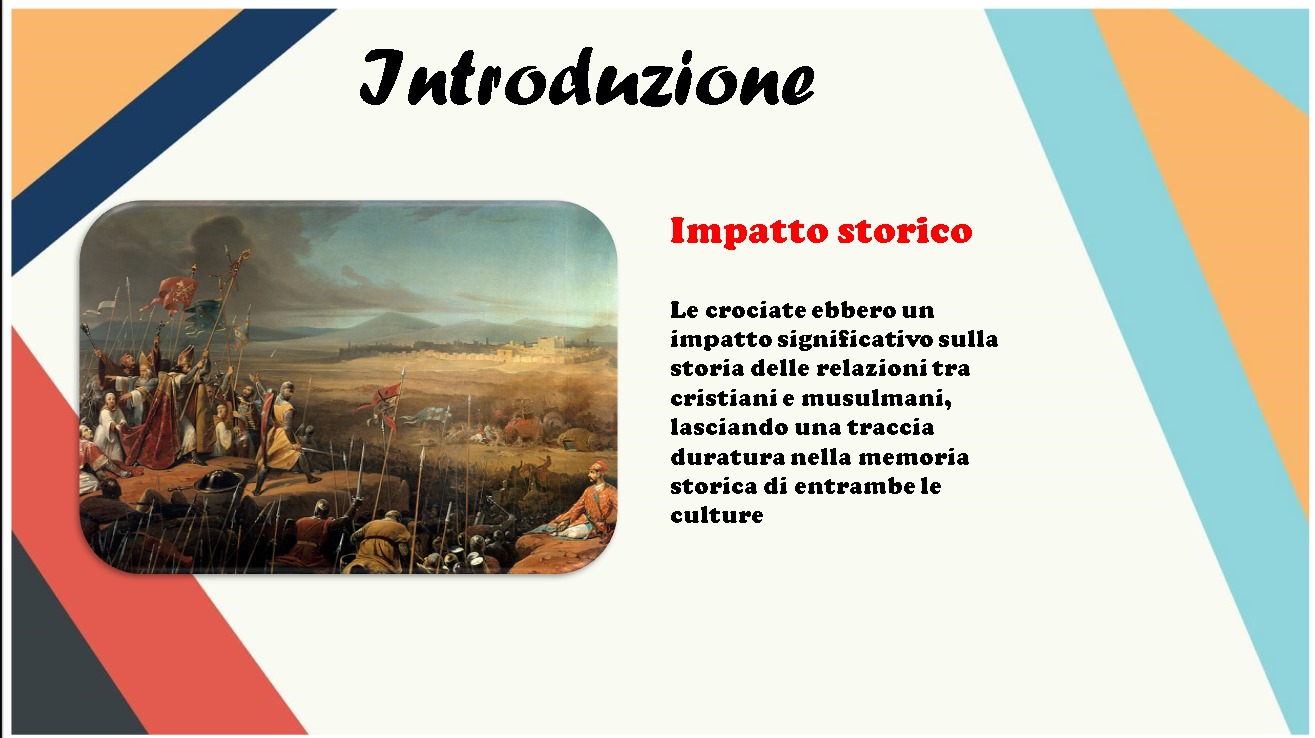 Introduzione
Impatto storico
Le crociate ebbero un
impatto significativo sulla
storia delle relazioni tra
cristiani e musulmani,
lasciando una traccia
duratura nella memoria
storica di entrambe le
culture